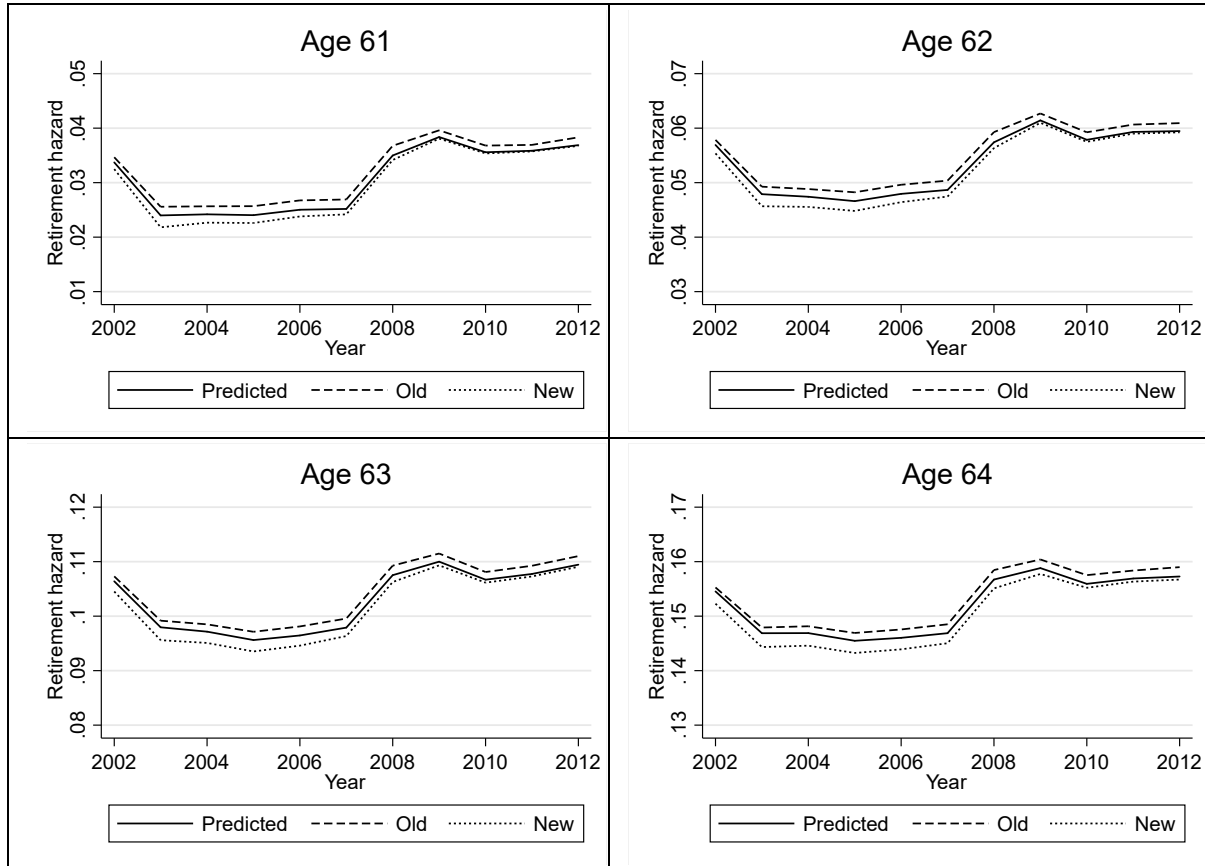 Age 61
Retirement hazard
.05
.04
.03
.02
.01
2002 2004 2006 2008 2010 2012
Year
Predicted Old New
Age 62
Retirement hazard
.07
.06
.05
.04
.03
2002 2004 2006 2008 2010 2012
Year
Predicted Old New
Age 63
Retirement hazard
.12
.11
.1
.09
.08
2002 2004 2006 2008 2010 2012
Year
Predicted Old New
Age 64
Retirement hazard
.17
.16
.15
.14
.13
2002 2004 2006 2008 2010 2012
Year
Predicted Old New